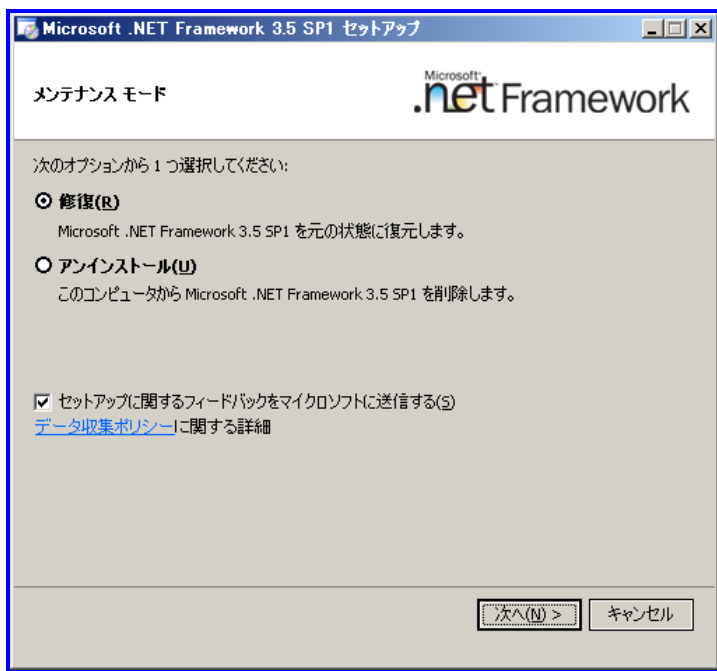 Microsoft .NET Framework 3.5 SP1 セットアップ
メンテナンス モード
Microsoft
.net Framework
次のオプションから 1 つ選択してください:
修復(R)
Microsoft .NET Framework 3.5 SP1 を元の状態に復元します。
アンインストール(U)
このコンピュータから Microsoft .NET Framework 3.5 SP1 を削除します。
セットアップに関するフィードバックをマイクロソフトに送信する(S)
データ収集ポリシーに関する詳細
次へ(N) >
キャンセル